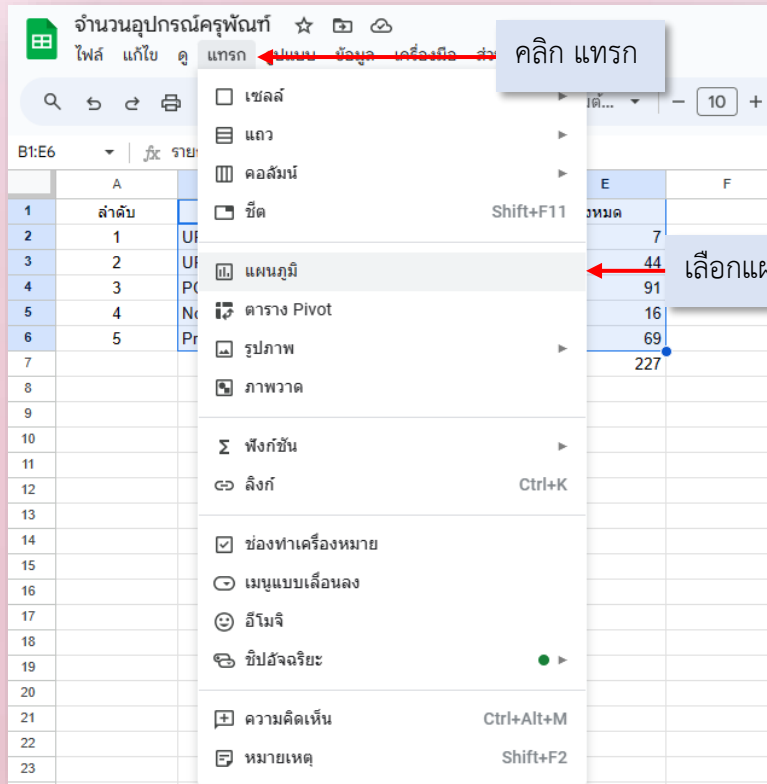 จำนวนอุปกรณ์ครุพัณฑ์
ไฟล์ แก้ไข ดู แทรก
คลิก แทรก
10
B1:E6
A E F
1 ลำดับ
2 1 7
3 2 44
4 3 91
5 4 16
6 5 69
7 227
8
9
10
11
12
13
14
15
16
17
18
19
20
21
22
23
เซลล์
แถว
คอลัมน์
ชีต Shift+F11
แผนภูมิ
ตาราง Pivot
รูปภาพ
ภาพวาด
ฟังก์ชัน
ลิงก์ Ctrl+K
ช่องทำเครื่องหมาย
เมนูแบบเลื่อนลง
อีโมจิ
ชิปอัจฉริยะ
ความคิดเห็น Ctrl+Alt+M
หมายเหตุ Shift+F2